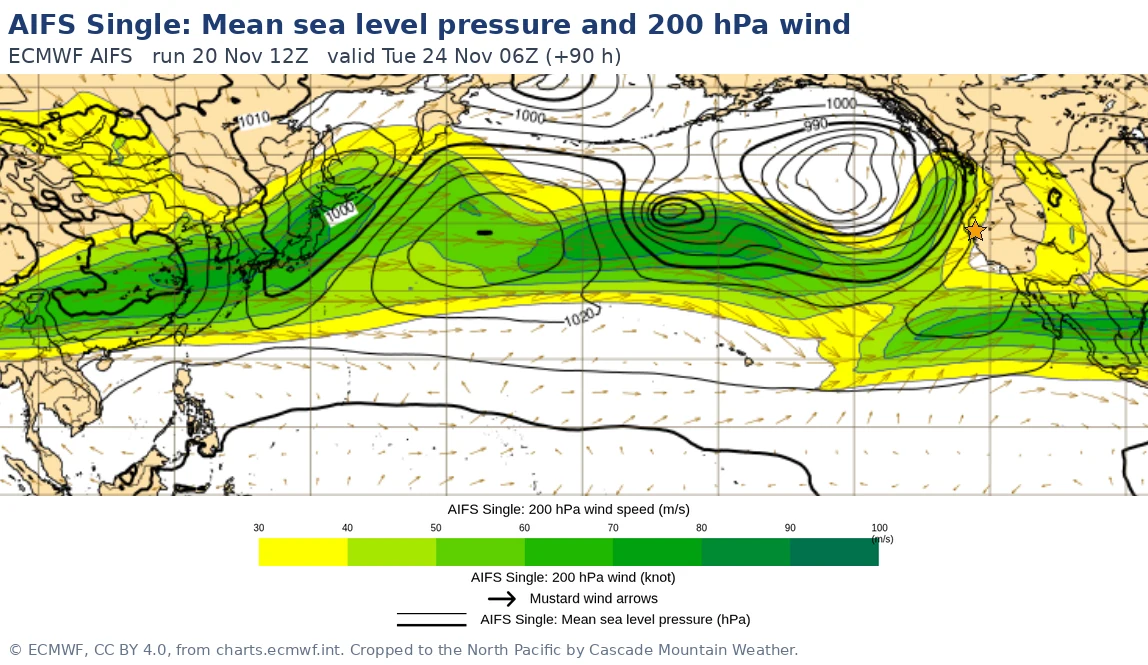 AIFS Single: Mean sea level pressure and 200 hPa wind
ECMWF AIFS run 20 Nov 12Z valid Tue 24 Nov 06Z (+90 h)
1000
1000
1010
990
1000
1020
AIFS Single: 200 hPa wind speed (m/s)
30 40 50 60 70 80 90 100
(m/s)
AIFS Single: 200 hPa wind (knot)
Mustard wind arrows
AIFS Single: Mean sea level pressure (hPa)
© ECMWF, CC BY 4.0, from charts.ecmwf.int. Cropped to the North Pacific by Cascade Mountain Weather.